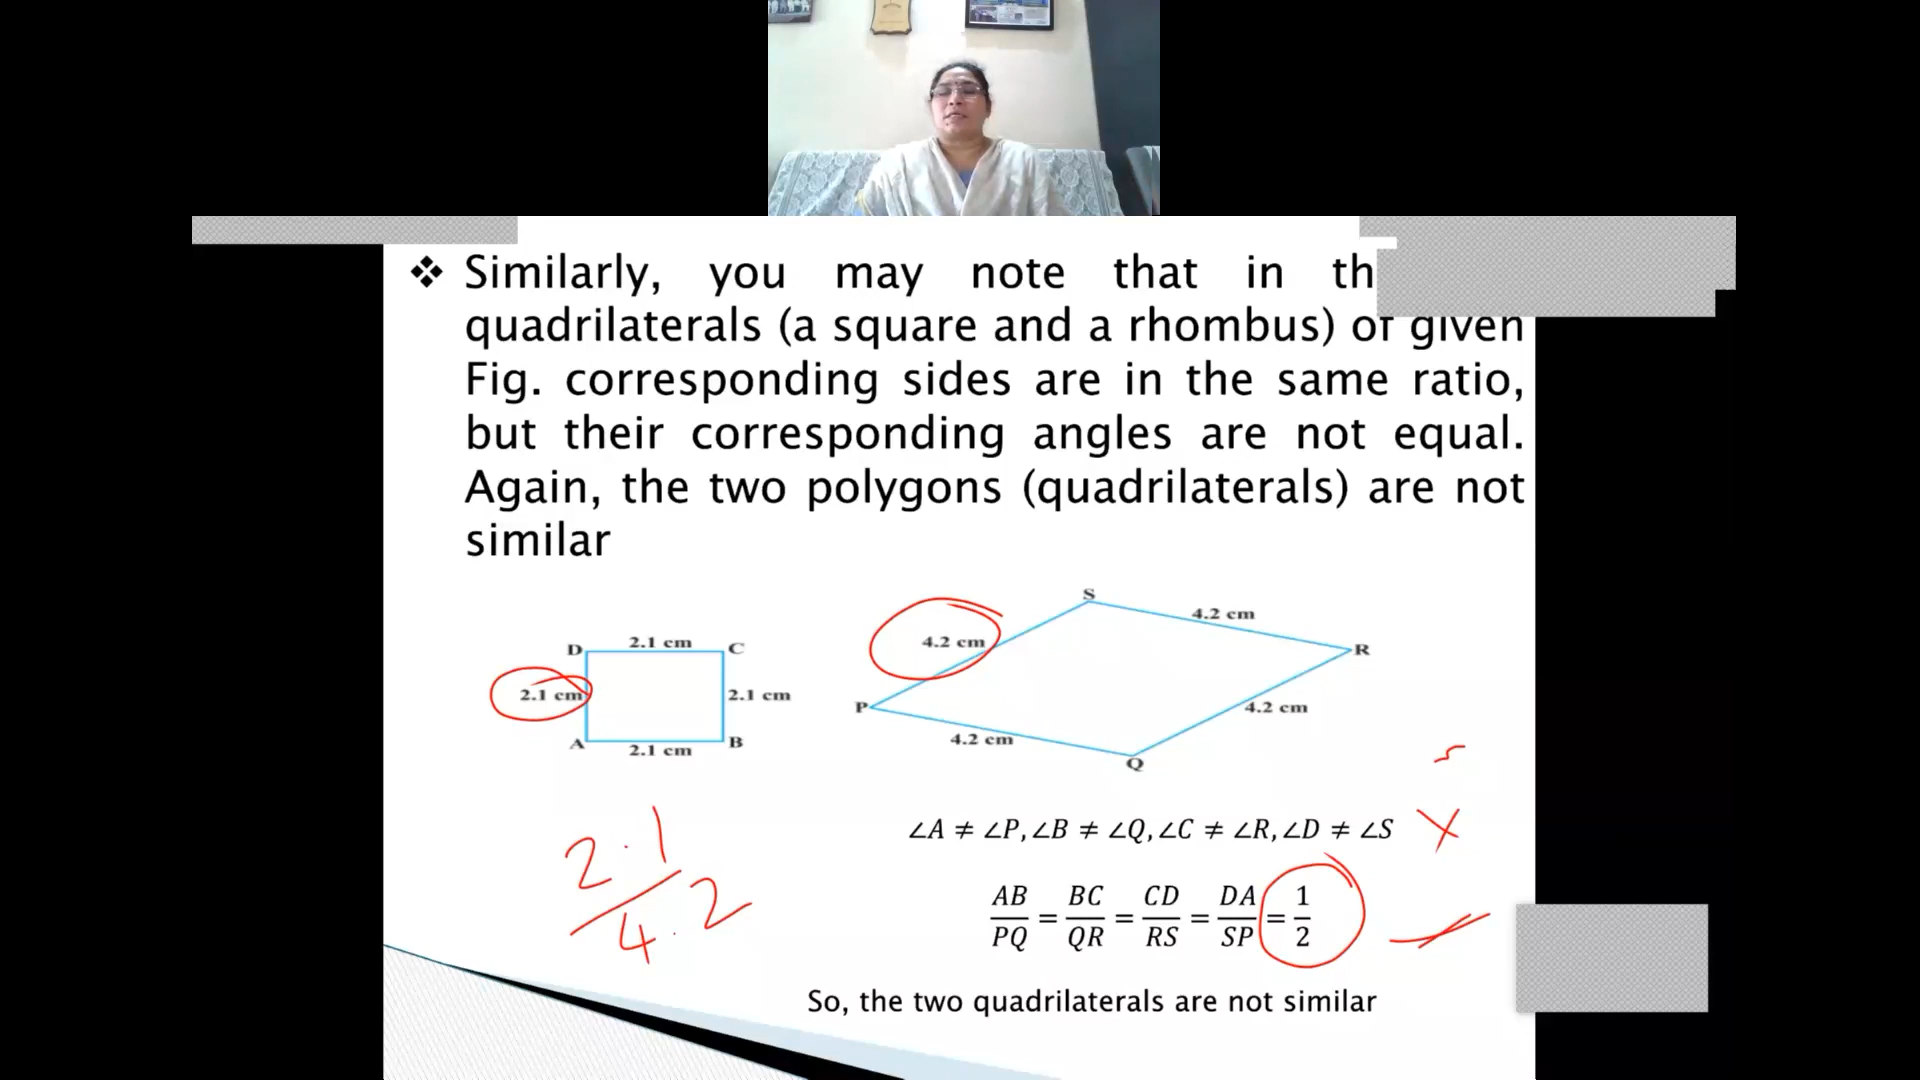 ❖ Similarly, you may note that in th
quadrilaterals (a square and a rhombus) of given
Fig. corresponding sides are in the same ratio,
but their corresponding angles are not equal.
Again, the two polygons (quadrilaterals) are not
similar
S
4.2 cm
4.2 cm
R
D 2.1 cm C
2.1 cm
2.1 cm
P
4.2 cm
4.2 cm
A 2.1 cm B
Q
∠A ≠ ∠P, ∠B ≠ ∠Q, ∠C ≠ ∠R, ∠D ≠ ∠S
2.1/4.2
AB/PQ = BC/QR = CD/RS = DA/SP = 1/2
So, the two quadrilaterals are not similar